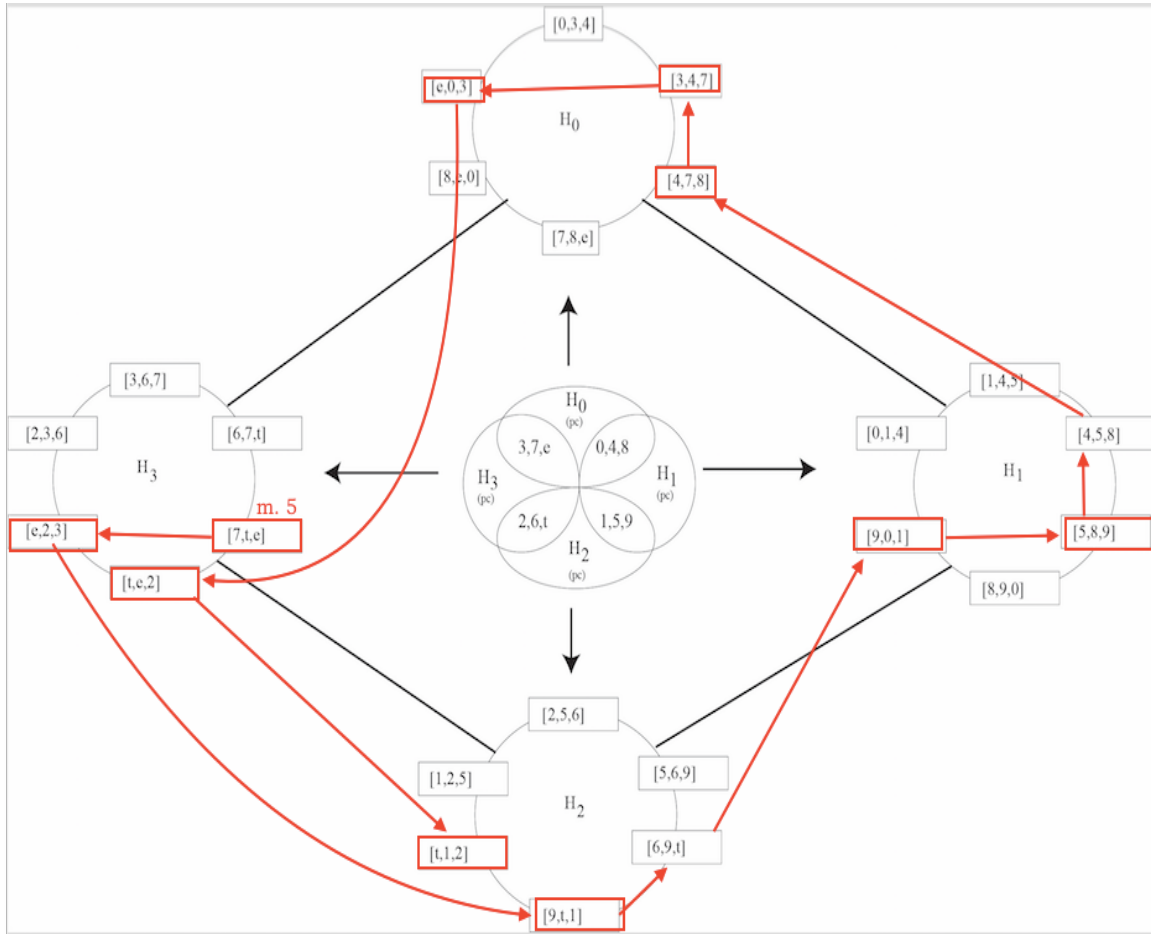 [0,3,4]
[e,0,3]
[3,4,7]
H0
[8,e,0]
[4,7,8]
[7,8,e]
[3,6,7]
[2,3,6]
[6,7,t]
H3
m. 5
[e,2,3]
[7,t,e]
[t,e,2]
H0
(pc)
3,7,e
0,4,8
H3
(pc)
H1
(pc)
2,6,t
1,5,9
H2
(pc)
[1,4,5]
[0,1,4]
[4,5,8]
H1
[9,0,1]
[5,8,9]
[8,9,0]
[2,5,6]
[1,2,5]
[5,6,9]
H2
[t,1,2]
[6,9,t]
[9,t,1]